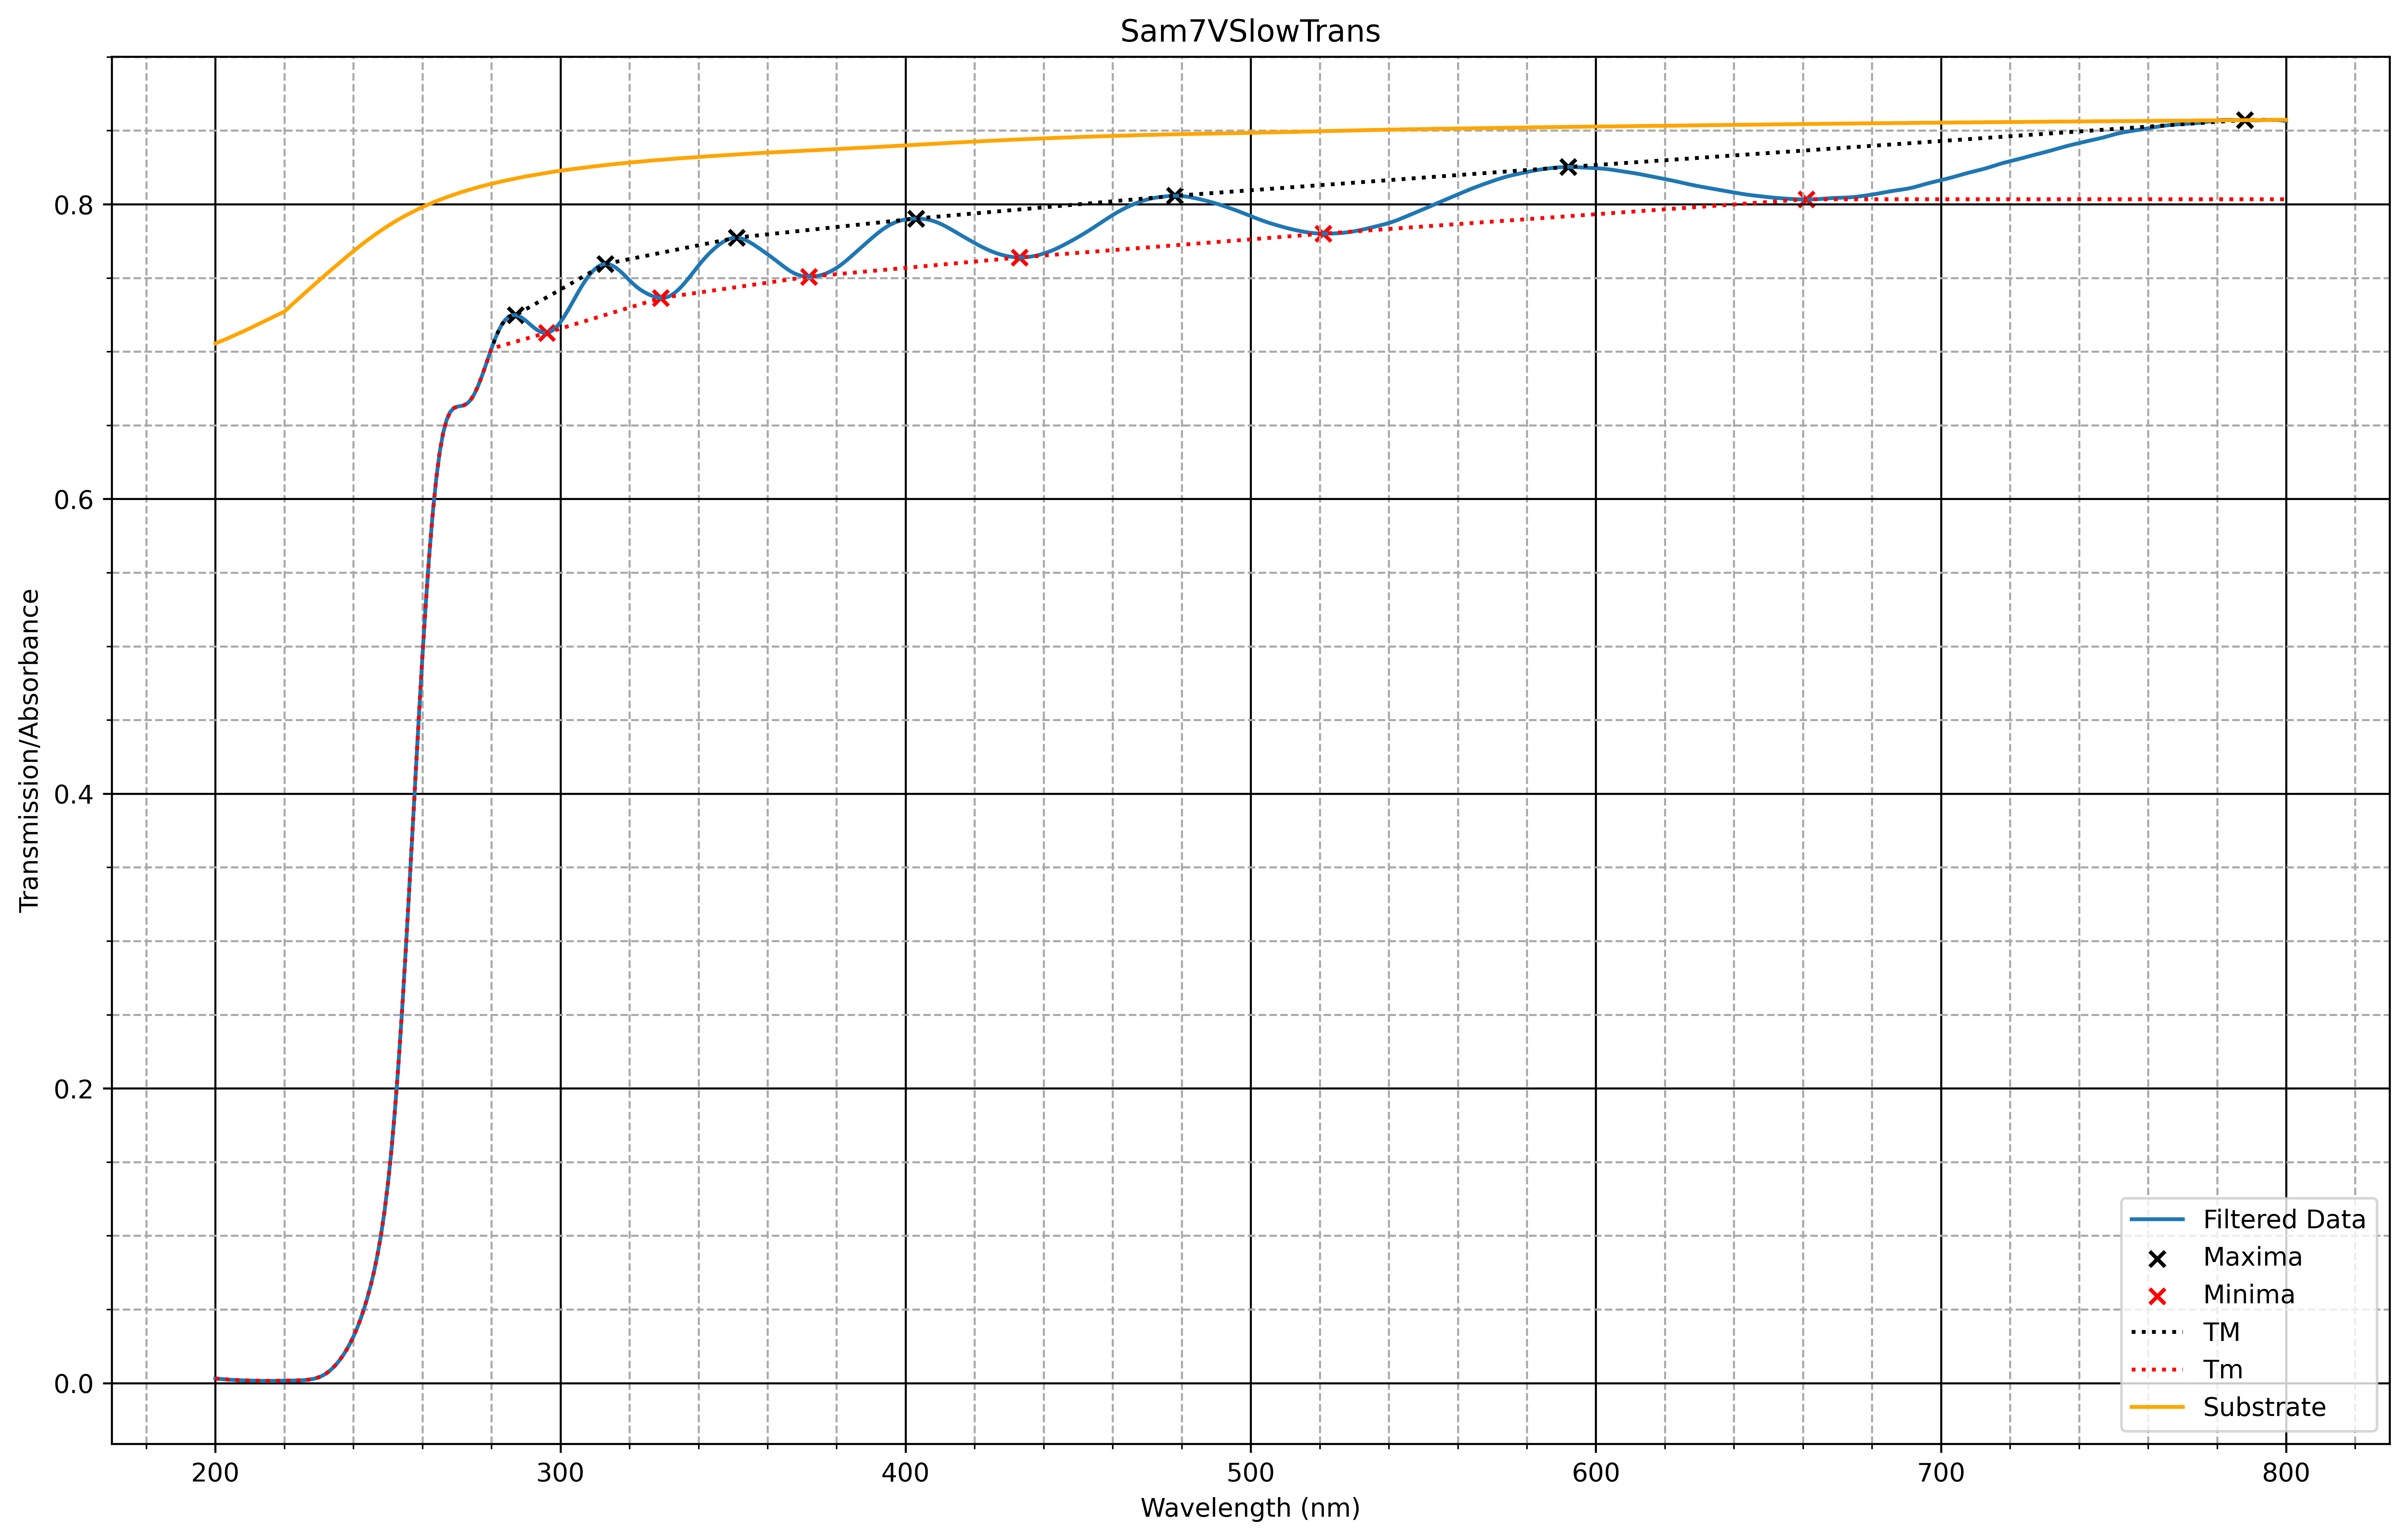 Sam7VSlowTrans
Transmission/Absorbance
0.8
0.6
0.4
0.2
0.0
200 300 400 500 600 700 800
Wavelength (nm)
Filtered Data
Maxima
Minima
TM
Tm
Substrate